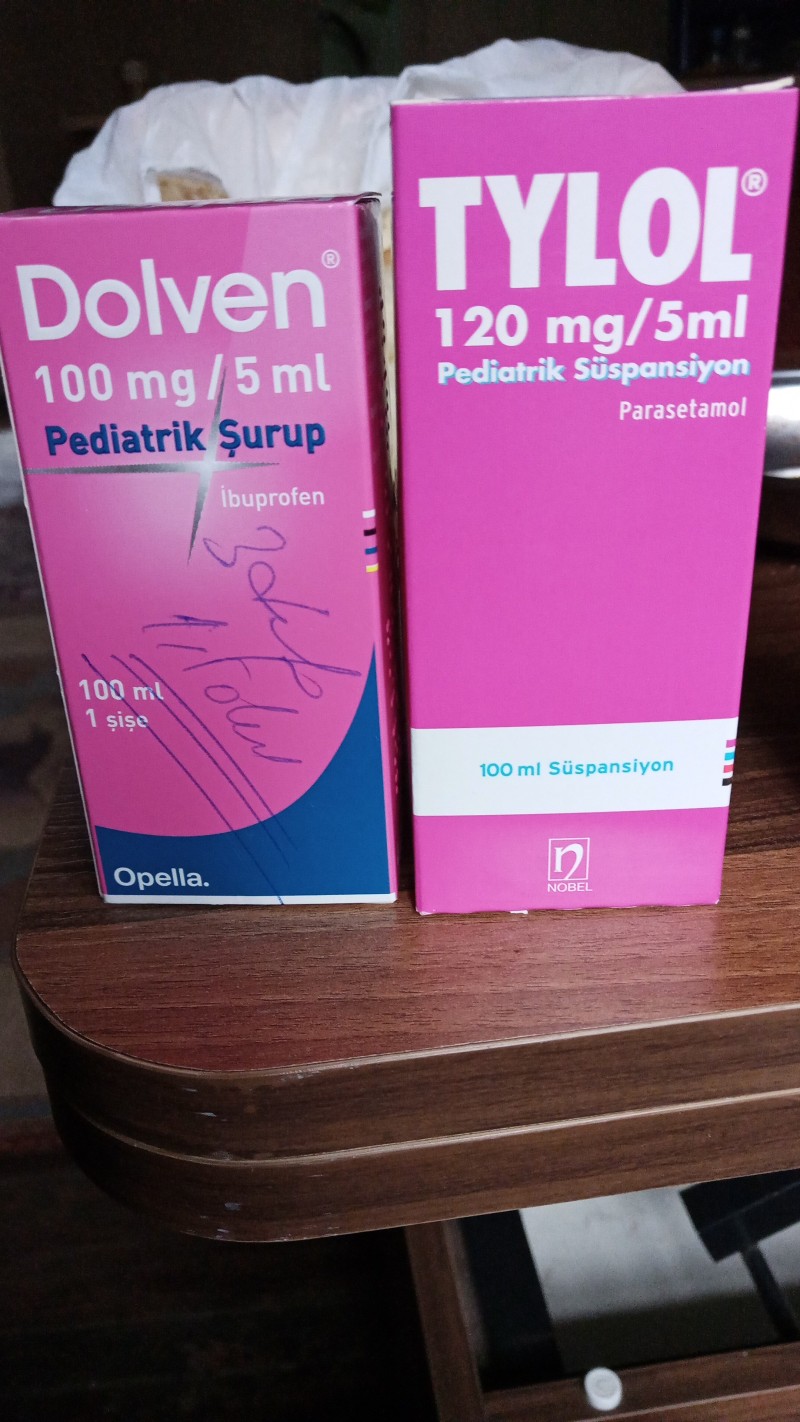 Dolven®
100 mg / 5 ml
Pediatrik Şurup
İbuprofen
100 ml
1 şişe
Opella.
TYLOL®
120 mg/5ml
Pediatrik Süspansiyon
Parasetamol
100 ml Süspansiyon
NOBEL